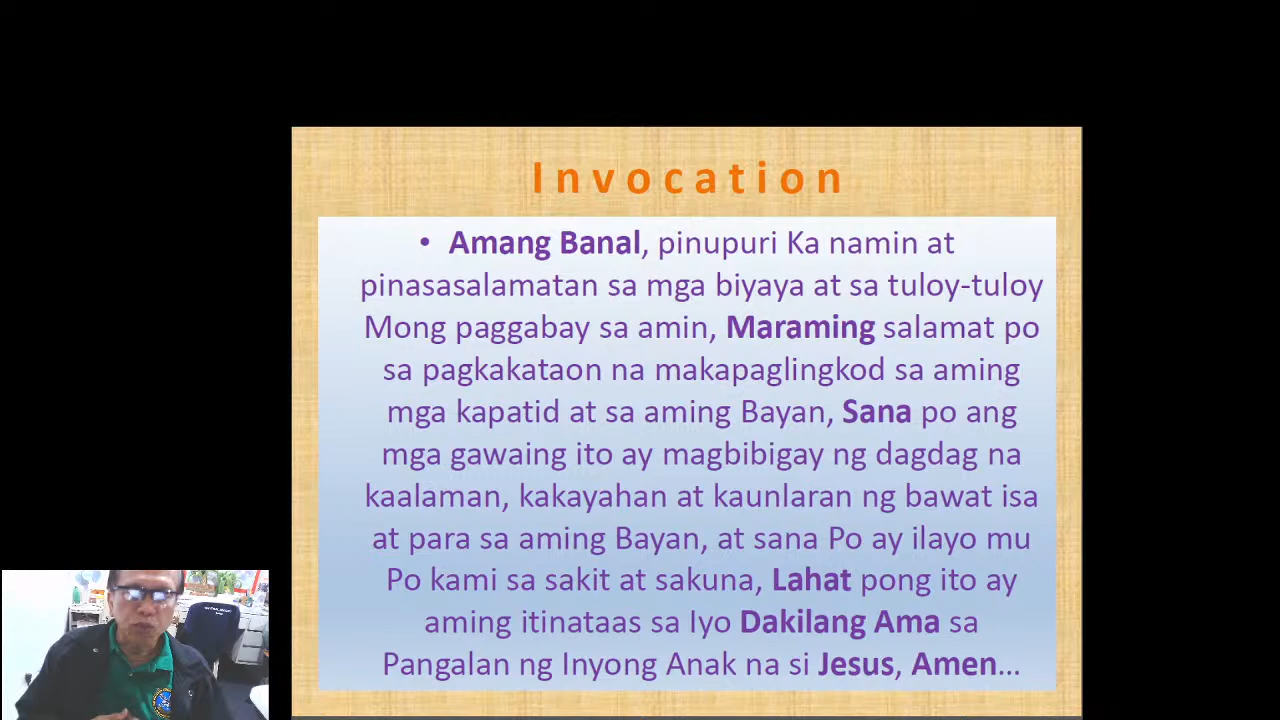 Invocation
• Amang Banal, pinupuri Ka namin at
pinasasalamatan sa mga biyaya at sa tuloy-tuloy
Mong paggabay sa amin, Maraming salamat po
sa pagkakataon na makapaglingkod sa aming
mga kapatid at sa aming Bayan, Sana po ang
mga gawaing ito ay magbibigay ng dagdag na
kaalaman, kakayahan at kaunlaran ng bawat isa
at para sa aming Bayan, at sana Po ay ilayo mu
Po kami sa sakit at sakuna, Lahat pong ito ay
aming itinataas sa Iyo Dakilang Ama sa
Pangalan ng Inyong Anak na si Jesus, Amen...